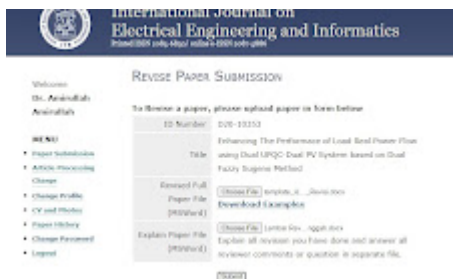 International Journal on
Electrical Engineering and Informatics
Welcome
Dr. Amirullah
Amirullah
MENU
Paper Submission
Article Processing
Charge
Change Profile
CV and Photos
Paper History
Change Password
Logout
REVISE PAPER SUBMISSION
To Revise a paper, please upload paper in form below
ID Number
Title
Enhancing The Performance of Load Real Power Flow
using Dual UPQC-Dual PV System based on Dual
Fuzzy Sugeno Method
Revised Full
Paper File
(MSWord)
Choose File
Download Examples
Explain Paper File
(MSWord)
Choose File
Explain all revision you have done and answer all
reviewer comments or question in separate file.
Submit